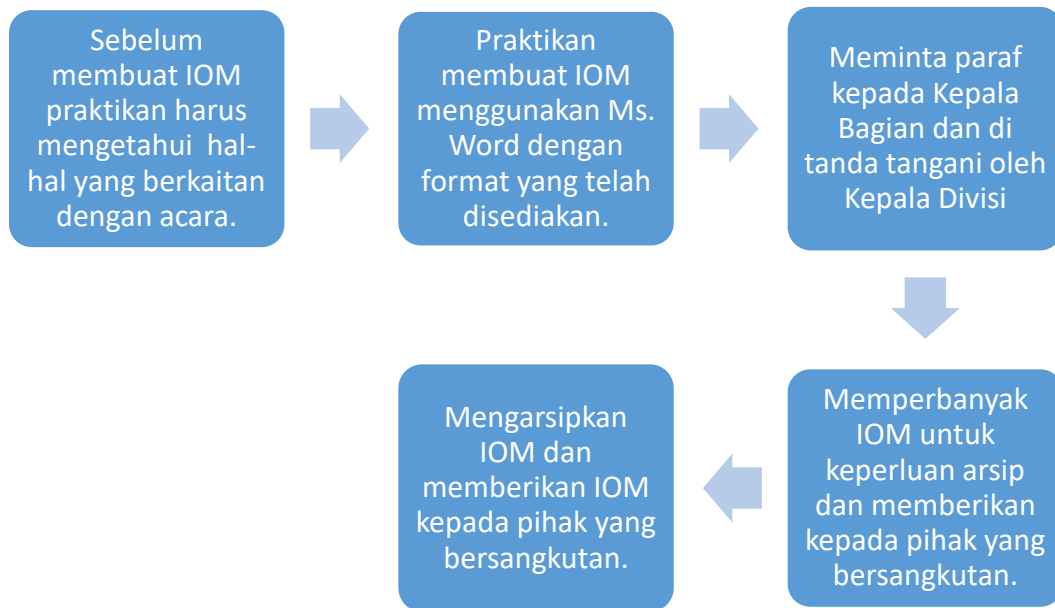 Sebelum
membuat IOM
praktikan harus
mengetahui  hal-
hal yang berkaitan
dengan acara.
Praktikan
membuat IOM
menggunakan Ms.
Word dengan
format yang telah
disediakan.
Meminta paraf
kepada Kepala
Bagian dan di
tanda tangani oleh
Kepala Divisi
Memperbanyak
IOM untuk
keperluan arsip
dan memberikan
kepada pihak yang
bersangkutan.
Mengarsipkan
IOM dan
memberikan IOM
kepada pihak yang
bersangkutan.